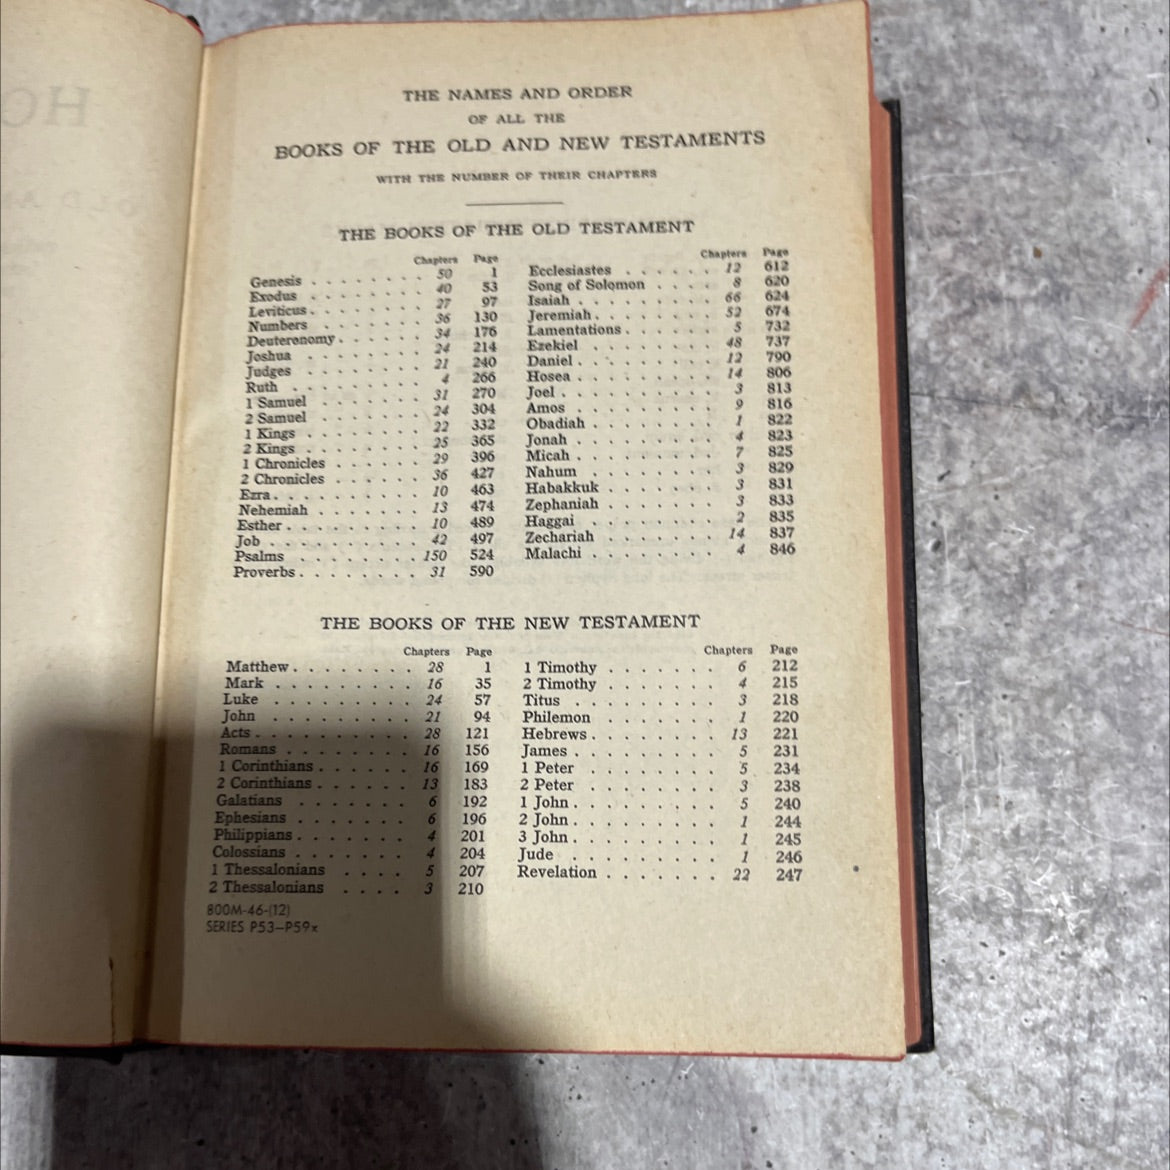 THE NAMES AND ORDER
OF ALL THE
BOOKS OF THE OLD AND NEW TESTAMENTS
WITH THE NUMBER OF THEIR CHAPTERS
THE BOOKS OF THE OLD TESTAMENT
Chapters Page
Genesis . . . . . . . 50 1
Exodus . . . . . . . 40 53
Leviticus . . . . . . . 27 97
Numbers . . . . . . 36 130
Deuteronomy . . . . . 34 176
Joshua . . . . . . . 24 214
Judges . . . . . . . 21 240
Ruth . . . . . . . . 4 266
1 Samuel . . . . . . 31 270
2 Samuel . . . . . . 24 304
1 Kings . . . . . . . 22 332
2 Kings . . . . . . . 25 365
1 Chronicles . . . . . 29 396
2 Chronicles . . . . . 36 427
Ezra . . . . . . . . 10 463
Nehemiah . . . . . . 13 474
Esther . . . . . . . . 10 489
Job . . . . . . . . . 42 497
Psalms . . . . . . . 150 524
Proverbs . . . . . . . 31 590
Chapters Page
Ecclesiastes . . . . . . 12 612
Song of Solomon . . . . 8 620
Isaiah . . . . . . . . 66 624
Jeremiah . . . . . . . 52 674
Lamentations . . . . . 5 732
Ezekiel . . . . . . . 48 737
Daniel . . . . . . . . 12 790
Hosea . . . . . . . . 14 806
Joel . . . . . . . . . 3 813
Amos . . . . . . . . 9 816
Obadiah . . . . . . . 1 822
Jonah . . . . . . . . 4 823
Micah . . . . . . . . 7 825
Nahum . . . . . . . 3 829
Habakkuk . . . . . . 3 831
Zephaniah . . . . . . 3 833
Haggai . . . . . . . 2 835
Zechariah . . . . . . 14 837
Malachi . . . . . . . 4 846
THE BOOKS OF THE NEW TESTAMENT
Chapters Page
Matthew . . . . . . . 28 1
Mark . . . . . . . . 16 35
Luke . . . . . . . . 24 57
John . . . . . . . . 21 94
Acts . . . . . . . . . 28 121
Romans . . . . . . . 16 156
1 Corinthians . . . . . 16 169
2 Corinthians . . . . . 13 183
Galatians . . . . . . 6 192
Ephesians . . . . . . 6 196
Philippians . . . . . . 4 201
Colossians . . . . . . 4 204
1 Thessalonians . . . . 5 207
2 Thessalonians . . . . 3 210
Chapters Page
1 Timothy . . . . . . 6 212
2 Timothy . . . . . . 4 215
Titus . . . . . . . . 3 218
Philemon . . . . . . 1 220
Hebrews . . . . . . . 13 221
James . . . . . . . . 5 231
1 Peter . . . . . . . 5 234
2 Peter . . . . . . . 3 238
1 John . . . . . . . . 5 240
2 John . . . . . . . . 1 244
3 John . . . . . . . . 1 245
Jude . . . . . . . . 1 246
Revelation . . . . . . 22 247
800M-46-(12)
SERIES P53—P59x